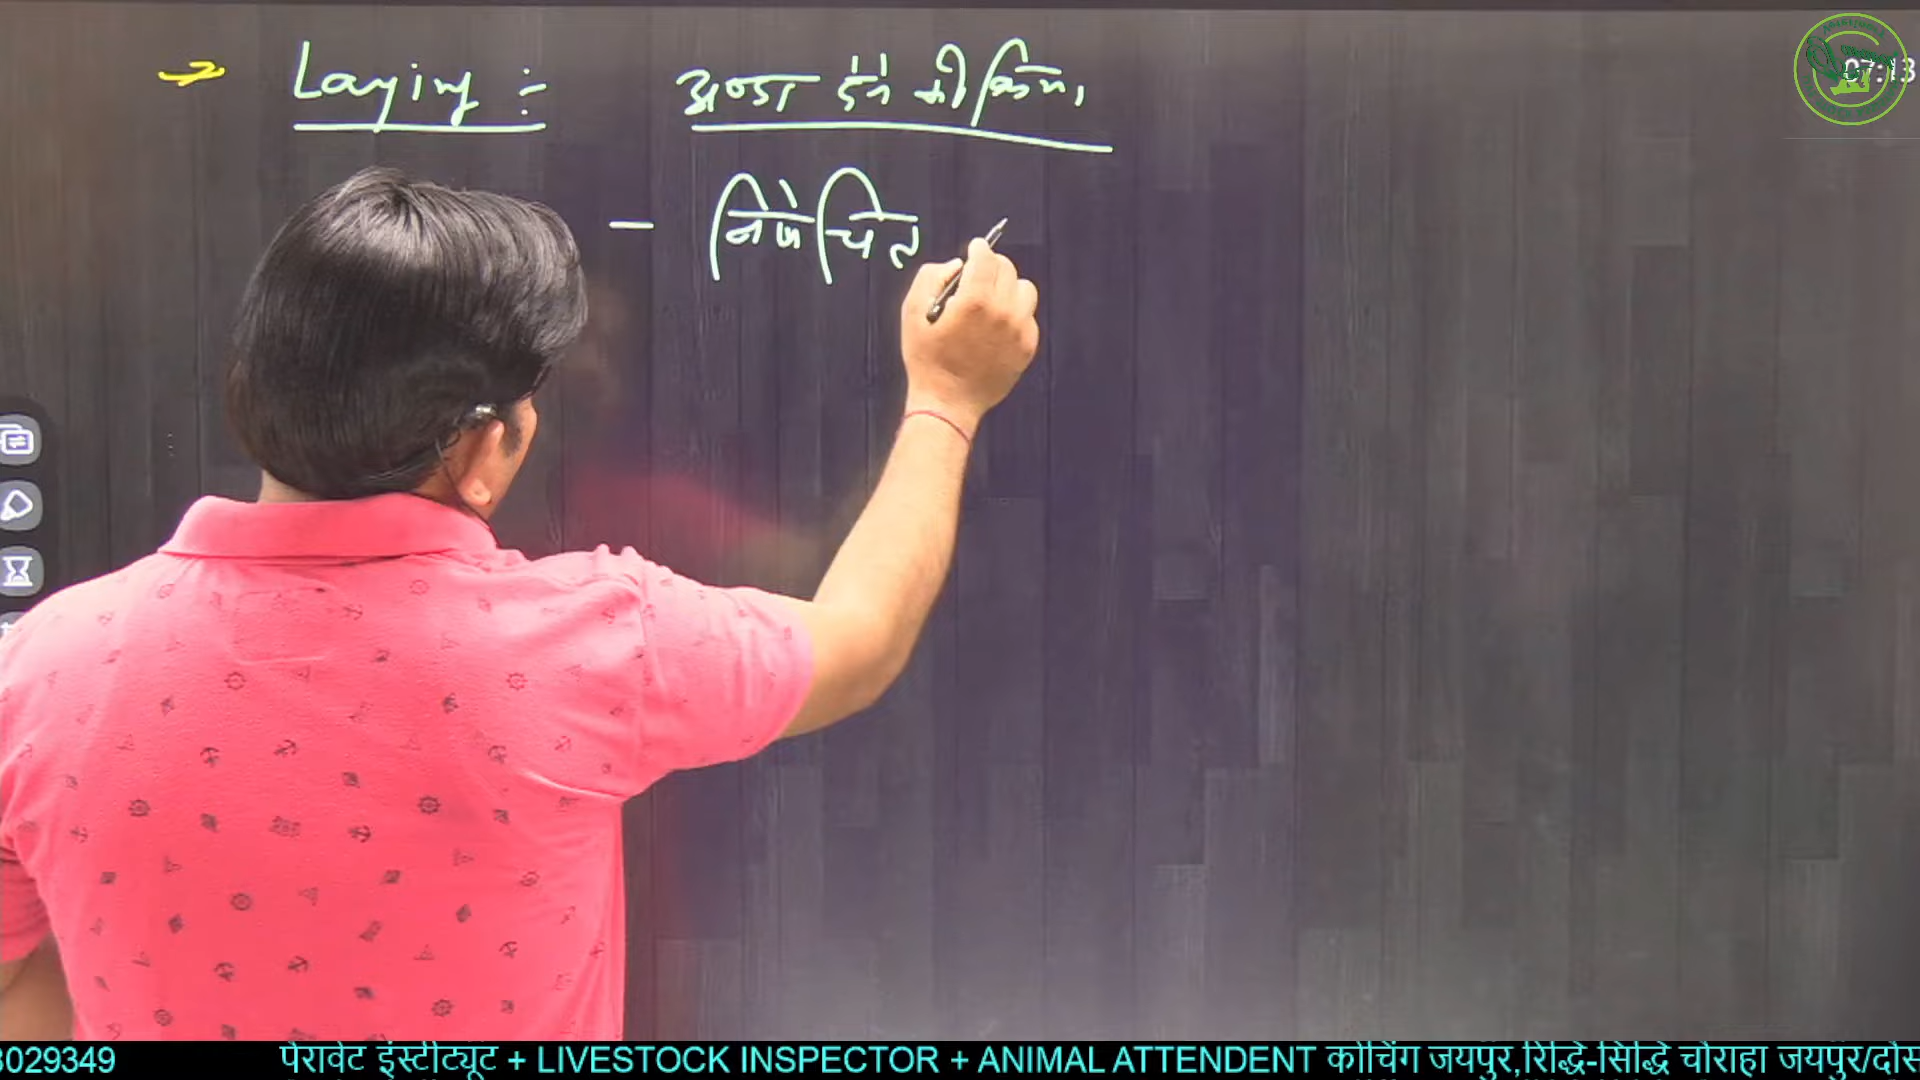 → Laying :- अण्डा देने की क्रिया
- निषेचित
07:13
3029349 पैरावेट इंस्टीट्यूट + LIVESTOCK INSPECTOR + ANIMAL ATTENDENT कोचिंग जयपुर,रिद्धि-सिद्धि चौराहा जयपुर/दौस